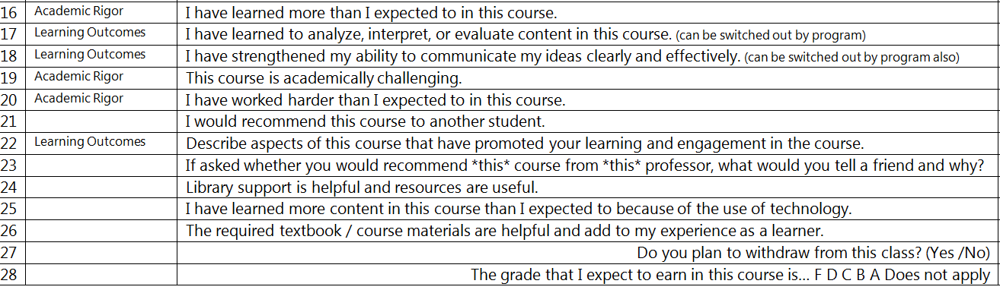 16 Academic Rigor I have learned more than I expected to in this course.
17 Learning Outcomes I have learned to analyze, interpret, or evaluate content in this course. (can be switched out by program)
18 Learning Outcomes I have strengthened my ability to communicate my ideas clearly and effectively. (can be switched out by program also)
19 Academic Rigor This course is academically challenging.
20 Academic Rigor I have worked harder than I expected to in this course.
21 I would recommend this course to another student.
22 Learning Outcomes Describe aspects of this course that have promoted your learning and engagement in the course.
23 If asked whether you would recommend *this* course from *this* professor, what would you tell a friend and why?
24 Library support is helpful and resources are useful.
25 I have learned more content in this course than I expected to because of the use of technology.
26 The required textbook / course materials are helpful and add to my experience as a learner.
27 Do you plan to withdraw from this class? (Yes /No)
28 The grade that I expect to earn in this course is... F D C B A Does not apply